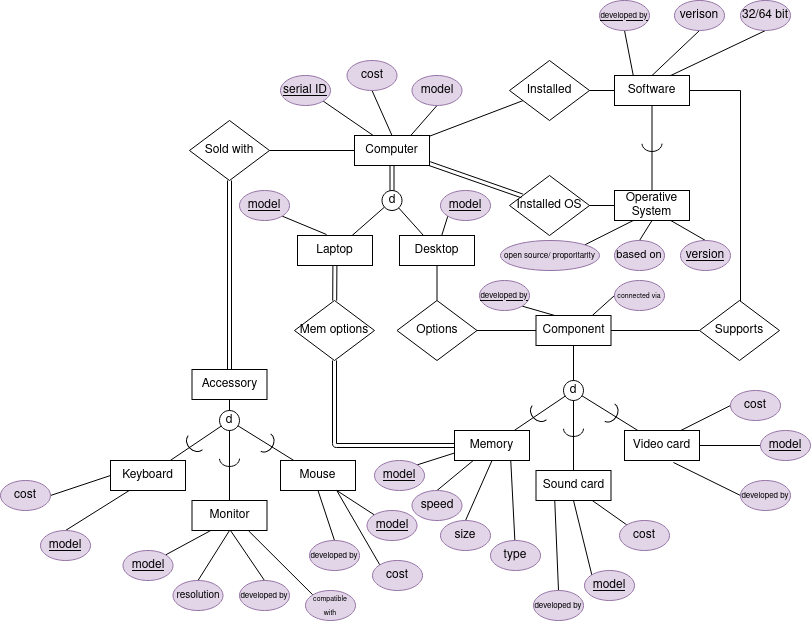 developed by
verison
32/64 bit
cost
serial ID
model
Installed
Software
Sold with
Computer
d
model
model
Installed OS
Operative
System
Laptop
Desktop
open source/ proporitarity
based on
version
developed by
connected via
Mem options
Options
Component
Supports
Accessory
d
d
cost
Keyboard
Mouse
Memory
Video card
model
cost
model
Sound card
developed by
speed
Monitor
model
size
cost
model
developed by
type
model
cost
model
resolution
developed by
compatible
with
developed by